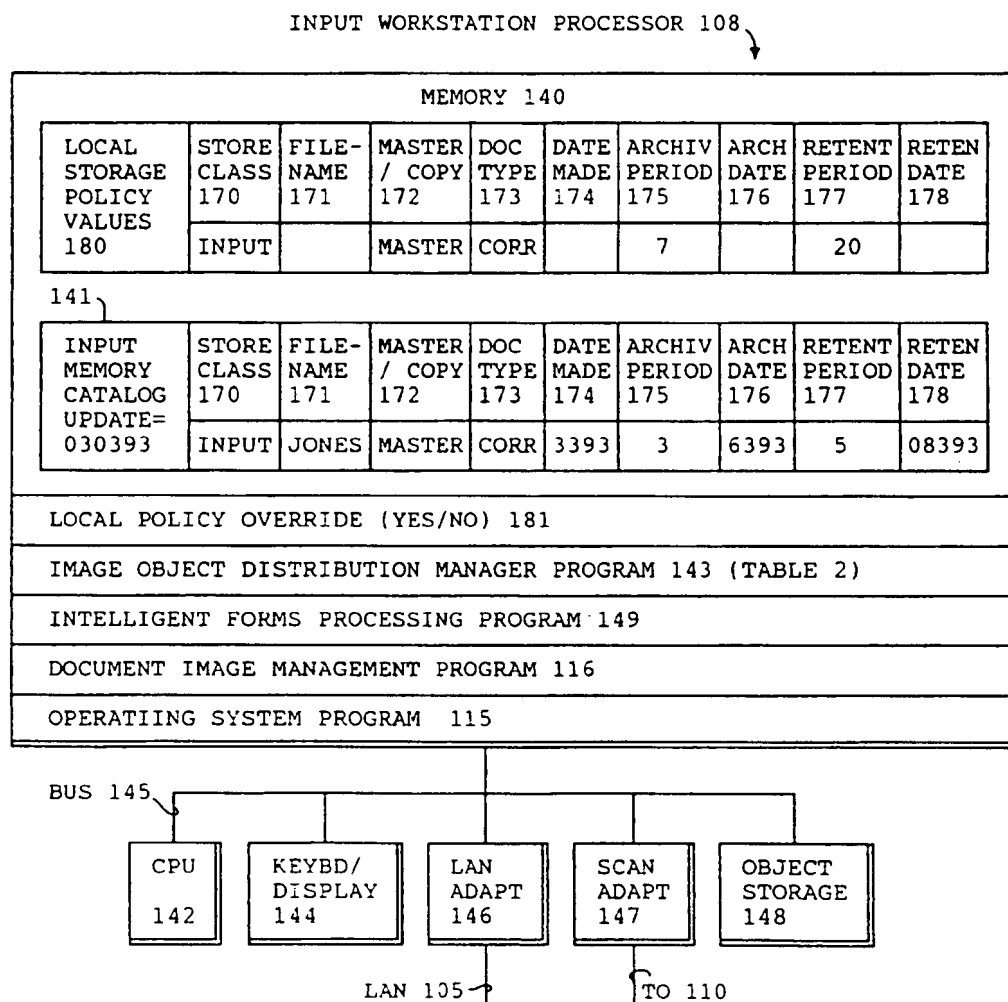 INPUT WORKSTATION PROCESSOR 108
MEMORY 140
LOCAL STORAGE POLICY VALUES 180
STORE CLASS 170
FILE-NAME 171
MASTER / COPY 172
DOC TYPE 173
DATE MADE 174
ARCHIV PERIOD 175
ARCH DATE 176
RETENT PERIOD 177
RETEN DATE 178
INPUT MASTER CORR 7 20
141
INPUT MEMORY CATALOG UPDATE= 030393
STORE CLASS 170
FILE-NAME 171
MASTER / COPY 172
DOC TYPE 173
DATE MADE 174
ARCHIV PERIOD 175
ARCH DATE 176
RETENT PERIOD 177
RETEN DATE 178
INPUT JONES MASTER CORR 3393 3 6393 5 08393
LOCAL POLICY OVERRIDE (YES/NO) 181
IMAGE OBJECT DISTRIBUTION MANAGER PROGRAM 143 (TABLE 2)
INTELLIGENT FORMS PROCESSING PROGRAM 149
DOCUMENT IMAGE MANAGEMENT PROGRAM 116
OPERATIING SYSTEM PROGRAM 115
BUS 145
CPU 142
KEYBD/ DISPLAY 144
LAN ADAPT 146
SCAN ADAPT 147
OBJECT STORAGE 148
LAN 105
TO 110